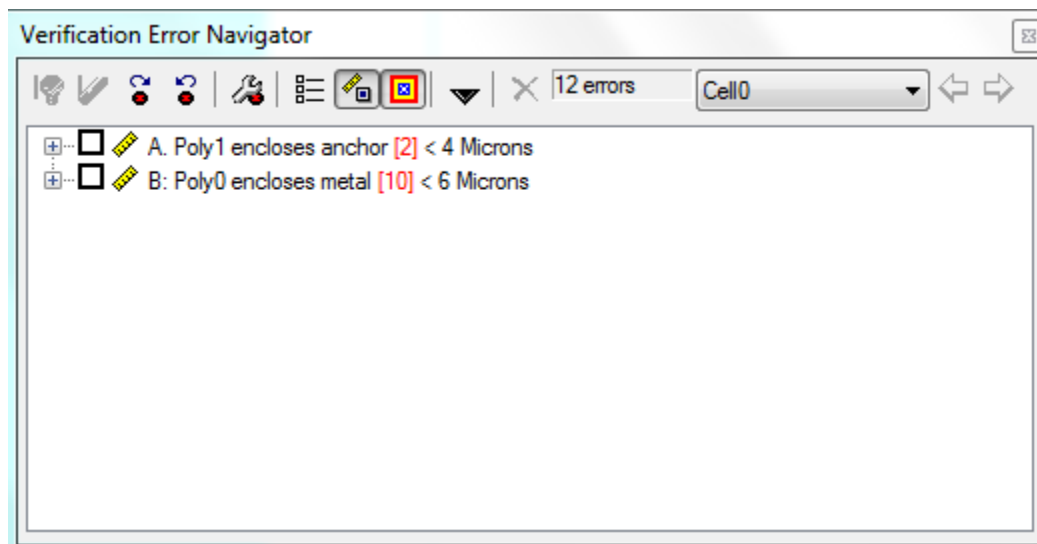 Verification Error Navigator
12 errors Cell0
A. Poly1 encloses anchor [2] < 4 Microns
B: Poly0 encloses metal [10] < 6 Microns